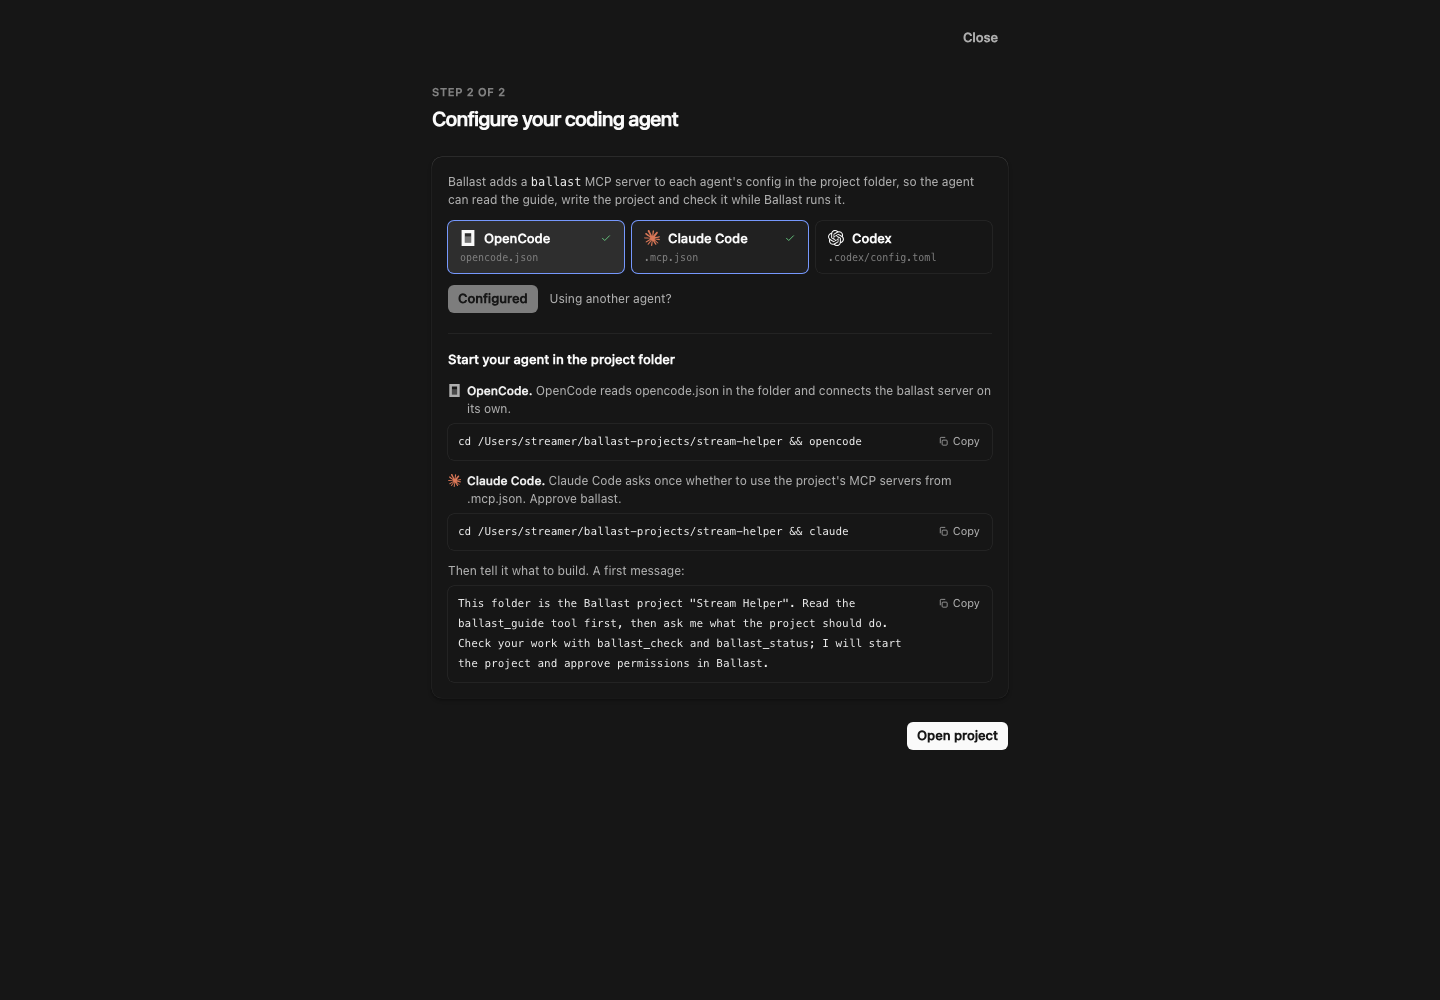 Close
STEP 2 OF 2
Configure your coding agent
Ballast adds a ballast MCP server to each agent's config in the project folder, so the agent
can read the guide, write the project and check it while Ballast runs it.
OpenCode
opencode.json
Claude Code
.mcp.json
Codex
.codex/config.toml
Configured
Using another agent?
Start your agent in the project folder
OpenCode. OpenCode reads opencode.json in the folder and connects the ballast server on
its own.
cd /Users/streamer/ballast-projects/stream-helper && opencode
Copy
Claude Code. Claude Code asks once whether to use the project's MCP servers from
.mcp.json. Approve ballast.
cd /Users/streamer/ballast-projects/stream-helper && claude
Copy
Then tell it what to build. A first message:
This folder is the Ballast project "Stream Helper". Read the
Copy
ballast_guide tool first, then ask me what the project should do.
Check your work with ballast_check and ballast_status; I will start
the project and approve permissions in Ballast.
Open project